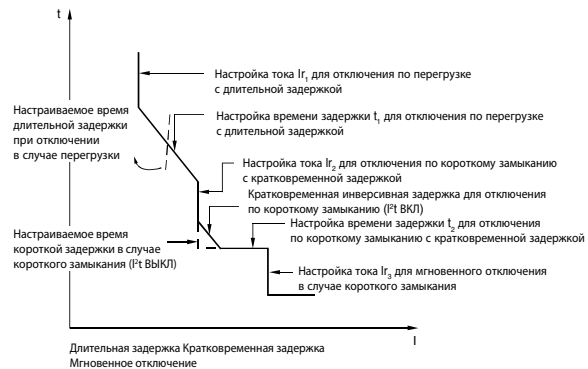 t
Настройка тока Ir₁ для отключения по перегрузке
с длительной задержкой
Настраиваемое время
длительной задержки
при отключении
в случае перегрузки
Настройка времени задержки t₁ для отключения по перегрузке
с длительной задержкой
Настройка тока Ir₂ для отключения по короткому замыканию
с кратковременной задержкой
Кратковременная инверсивная задержка для отключения
по короткому замыканию (I²t ВКЛ)
Настройка времени задержки t₂ для отключения
по короткому замыканию с кратковременной задержкой
Настраиваемое время
короткой задержки в случае
короткого замыкания (I²t ВЫКЛ)
Настройка тока Ir₃ для мгновенного отключения
в случае короткого замыкания
I
Длительная задержка Кратковременная задержка
Мгновенное отключение